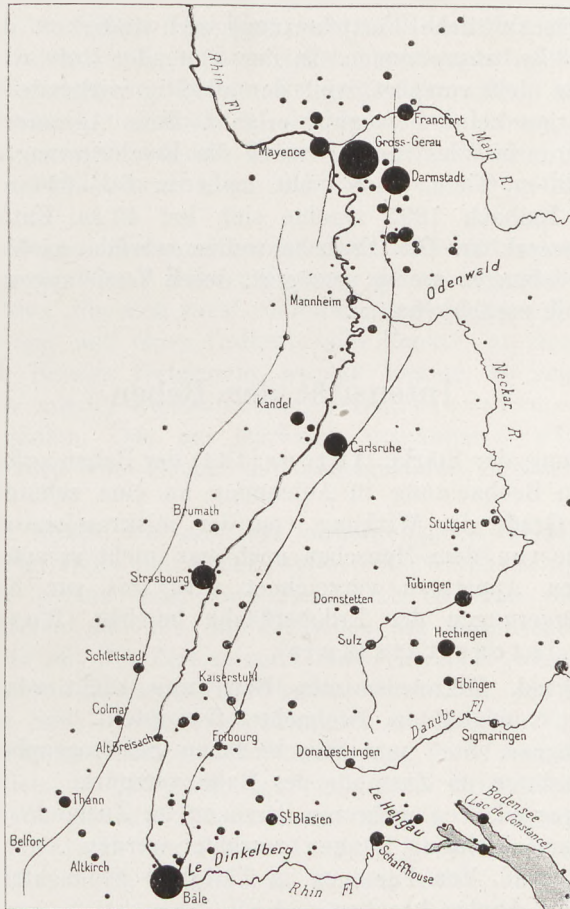 Rhin Fl
Francfort
Mayence
Gross-Gerau
Main R
Darmstadt
Odenwald
Mannheim
Neckar R.
Kandel
Carlsruhe
Brumath
Stuttgart
Strasbourg
Tübingen
Dornstetten
Sulz
Hechingen
Schlettstadt
Kaiserstuhl
Ebingen
Colmar
Danube Fl
Alt Breisach
Fribourg
Sigmaringen
Donaueschingen
Thann
St Blasien
Le Hehgau
Bodensee
(Lac de Constance)
Belfort
Altkirch
Le Dinkelberg
Schaffhouse
Rhin Fl
Bâle